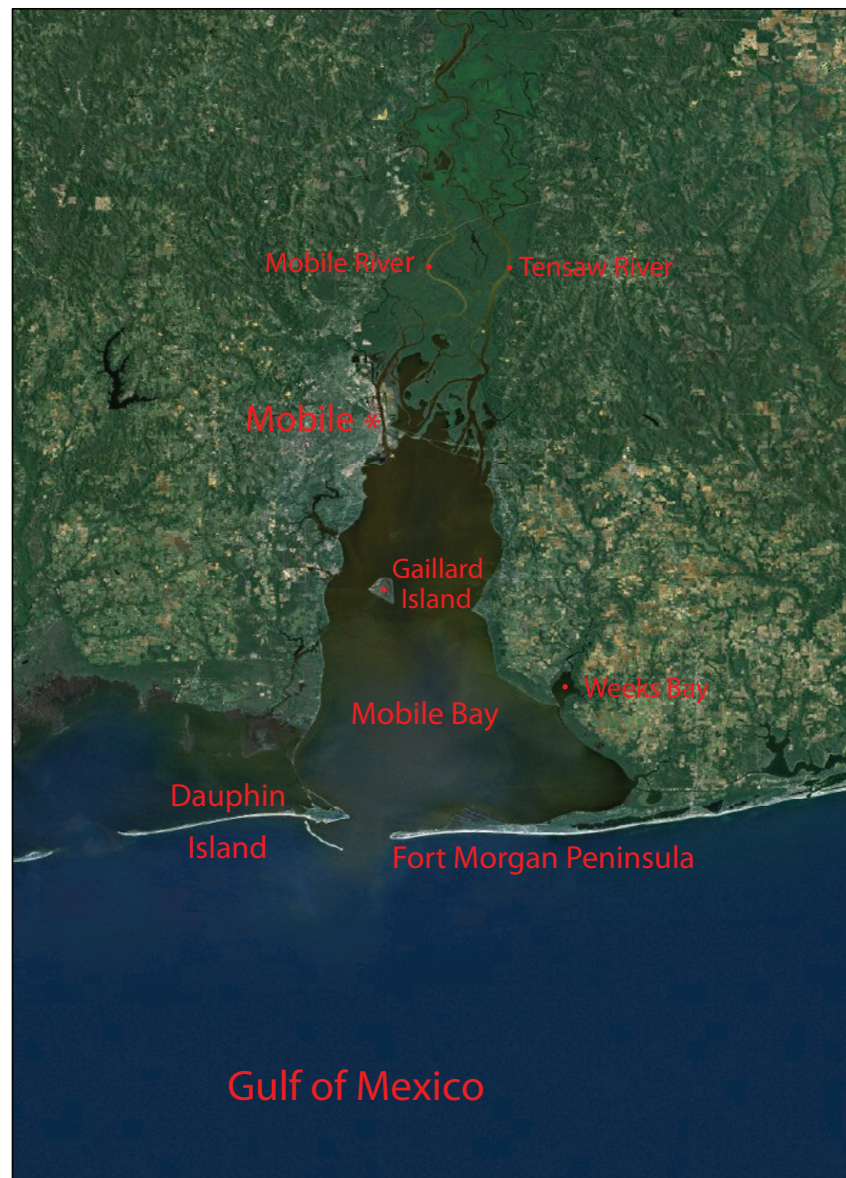 Mobile River
Tensaw River
Mobile *
Gaillard
Island
Weeks Bay
Mobile Bay
Dauphin
Island
Fort Morgan Peninsula
Gulf of Mexico